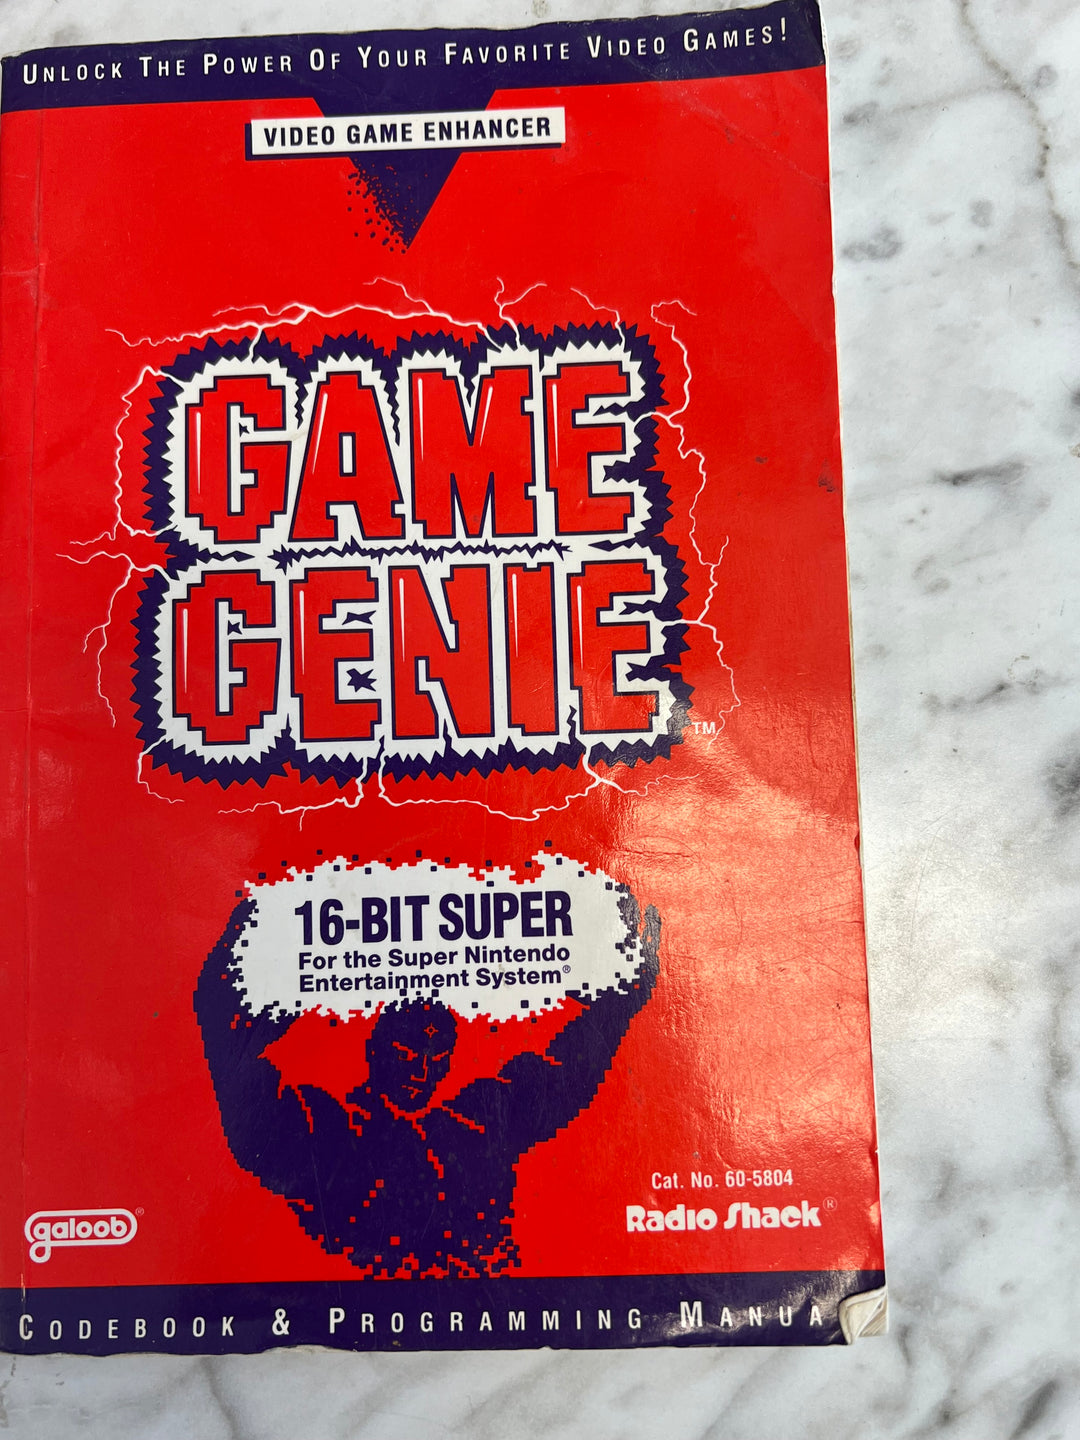 UNLOCK THE POWER OF YOUR FAVORITE VIDEO GAMES!
VIDEO GAME ENHANCER
GAME
GENIE
TM
16-BIT SUPER
For the Super Nintendo
Entertainment System®
Cat. No. 60-5804
Radio Shack®
galoob®
CODEBOOK & PROGRAMMING MANUA